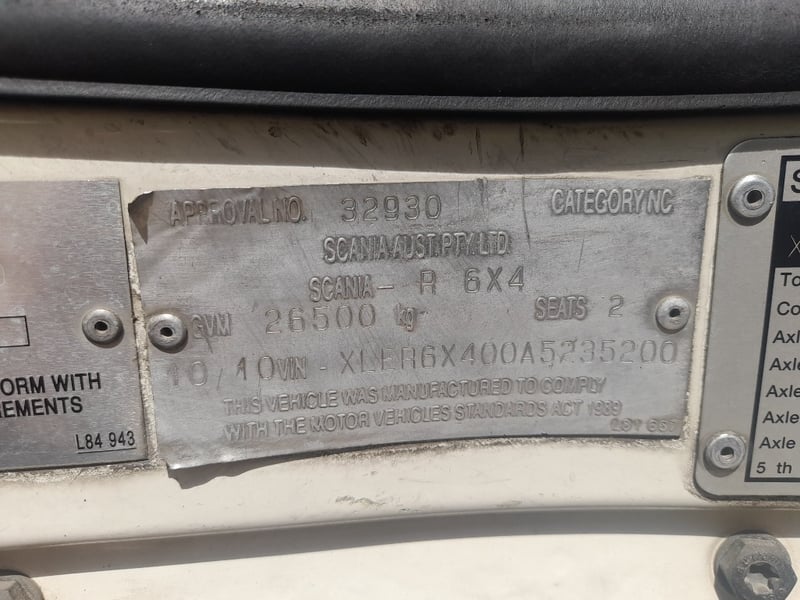 ORM WITH
EMENTS
L84 943
APPROVAL NO. 32930 CATEGORY NC
SCANIA AUST. PTY. LTD.
SCANIA - R 6X4
GVM 26500 kg SEATS 2
10/10 VIN - XLER6X400A5235200
THIS VEHICLE WAS MANUFACTURED TO COMPLY
WITH THE MOTOR VEHICLES STANDARDS ACT 1989
S
X
To
Co
Axle
Axle
Axle
Axle
Axle
5 th